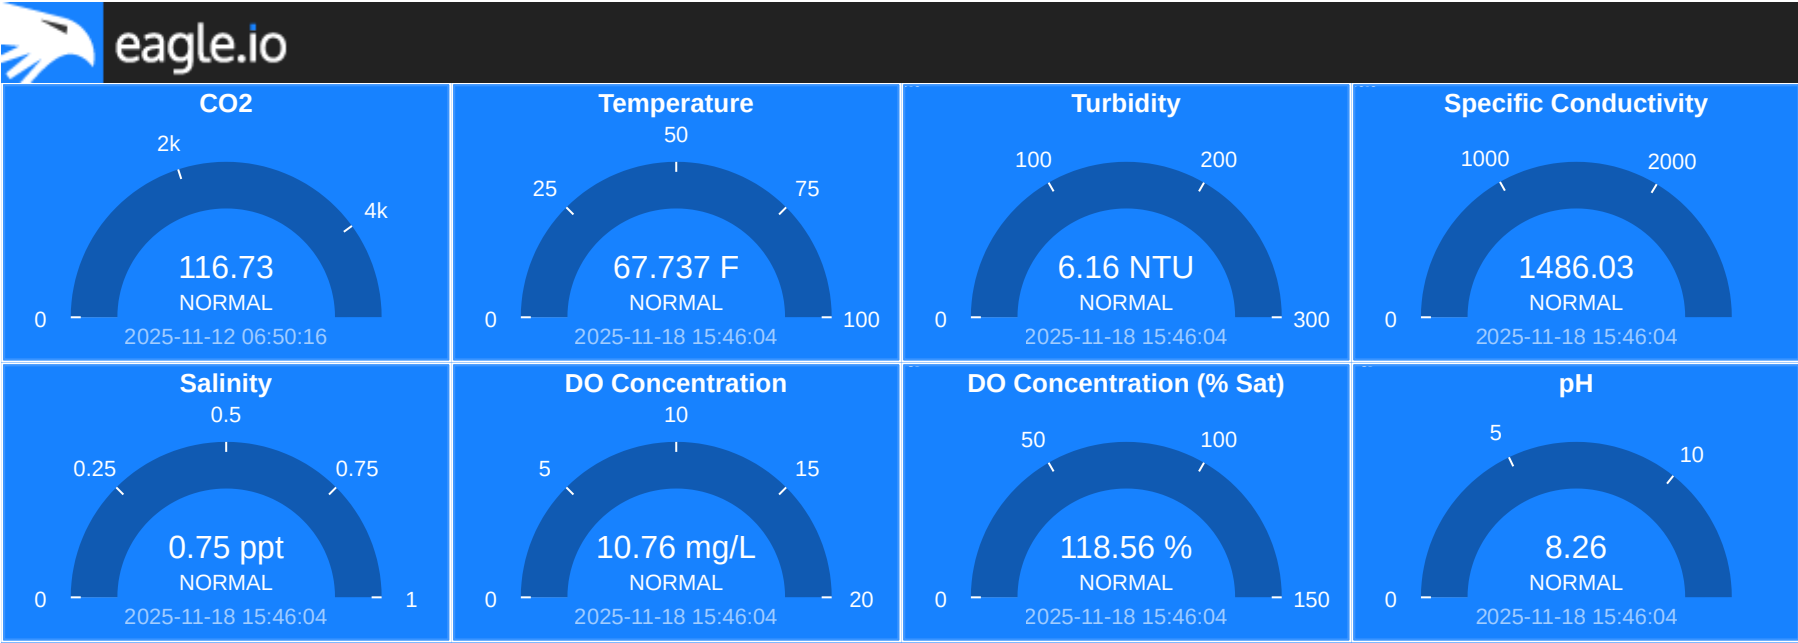 eagle.io
CO2
2k
4k
0
116.73
NORMAL
2025-11-12 06:50:16
Temperature
50
25
75
0
100
67.737 F
NORMAL
2025-11-18 15:46:04
Turbidity
100
200
0
300
6.16 NTU
NORMAL
2025-11-18 15:46:04
Specific Conductivity
1000
2000
0
1486.03
NORMAL
2025-11-18 15:46:04
Salinity
0.5
0.25
0.75
0
1
0.75 ppt
NORMAL
2025-11-18 15:46:04
DO Concentration
10
5
15
0
20
10.76 mg/L
NORMAL
2025-11-18 15:46:04
DO Concentration (% Sat)
50
100
0
150
118.56 %
NORMAL
2025-11-18 15:46:04
pH
5
10
0
8.26
NORMAL
2025-11-18 15:46:04